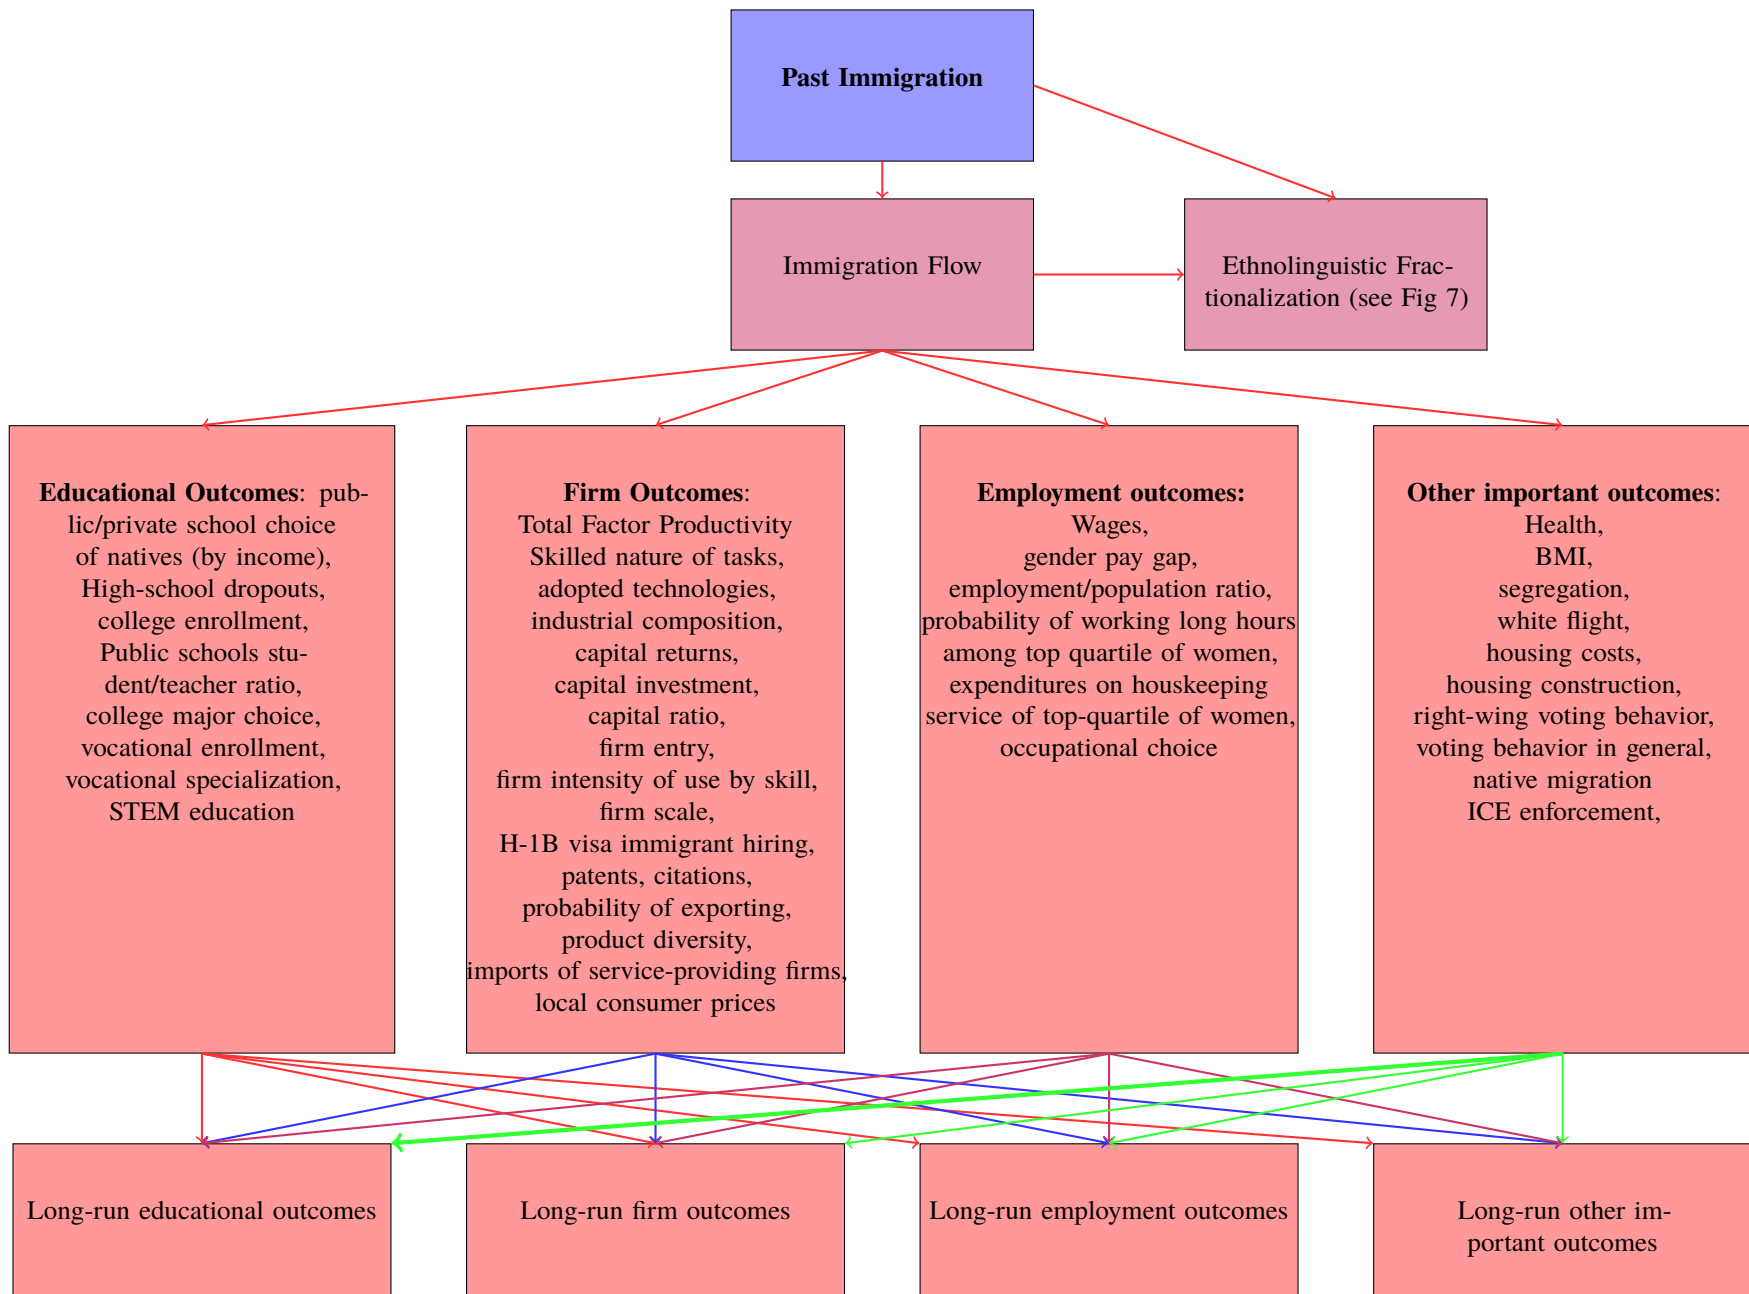 Past Immigration
Immigration Flow
Ethnolinguistic Frac-
tionalization (see Fig 7)
Educational Outcomes: pub-
lic/private school choice
of natives (by income),
High-school dropouts,
college enrollment,
Public schools stu-
dent/teacher ratio,
college major choice,
vocational enrollment,
vocational specialization,
STEM education
Firm Outcomes:
Total Factor Productivity
Skilled nature of tasks,
adopted technologies,
industrial composition,
capital returns,
capital investment,
capital ratio,
firm entry,
firm intensity of use by skill,
firm scale,
H-1B visa immigrant hiring,
patents, citations,
probability of exporting,
product diversity,
imports of service-providing firms,
local consumer prices
Employment outcomes:
Wages,
gender pay gap,
employment/population ratio,
probability of working long hours
among top quartile of women,
expenditures on houskeeping
service of top-quartile of women,
occupational choice
Other important outcomes:
Health,
BMI,
segregation,
white flight,
housing costs,
housing construction,
right-wing voting behavior,
voting behavior in general,
native migration
ICE enforcement,
Long-run educational outcomes
Long-run firm outcomes
Long-run employment outcomes
Long-run other im-
portant outcomes